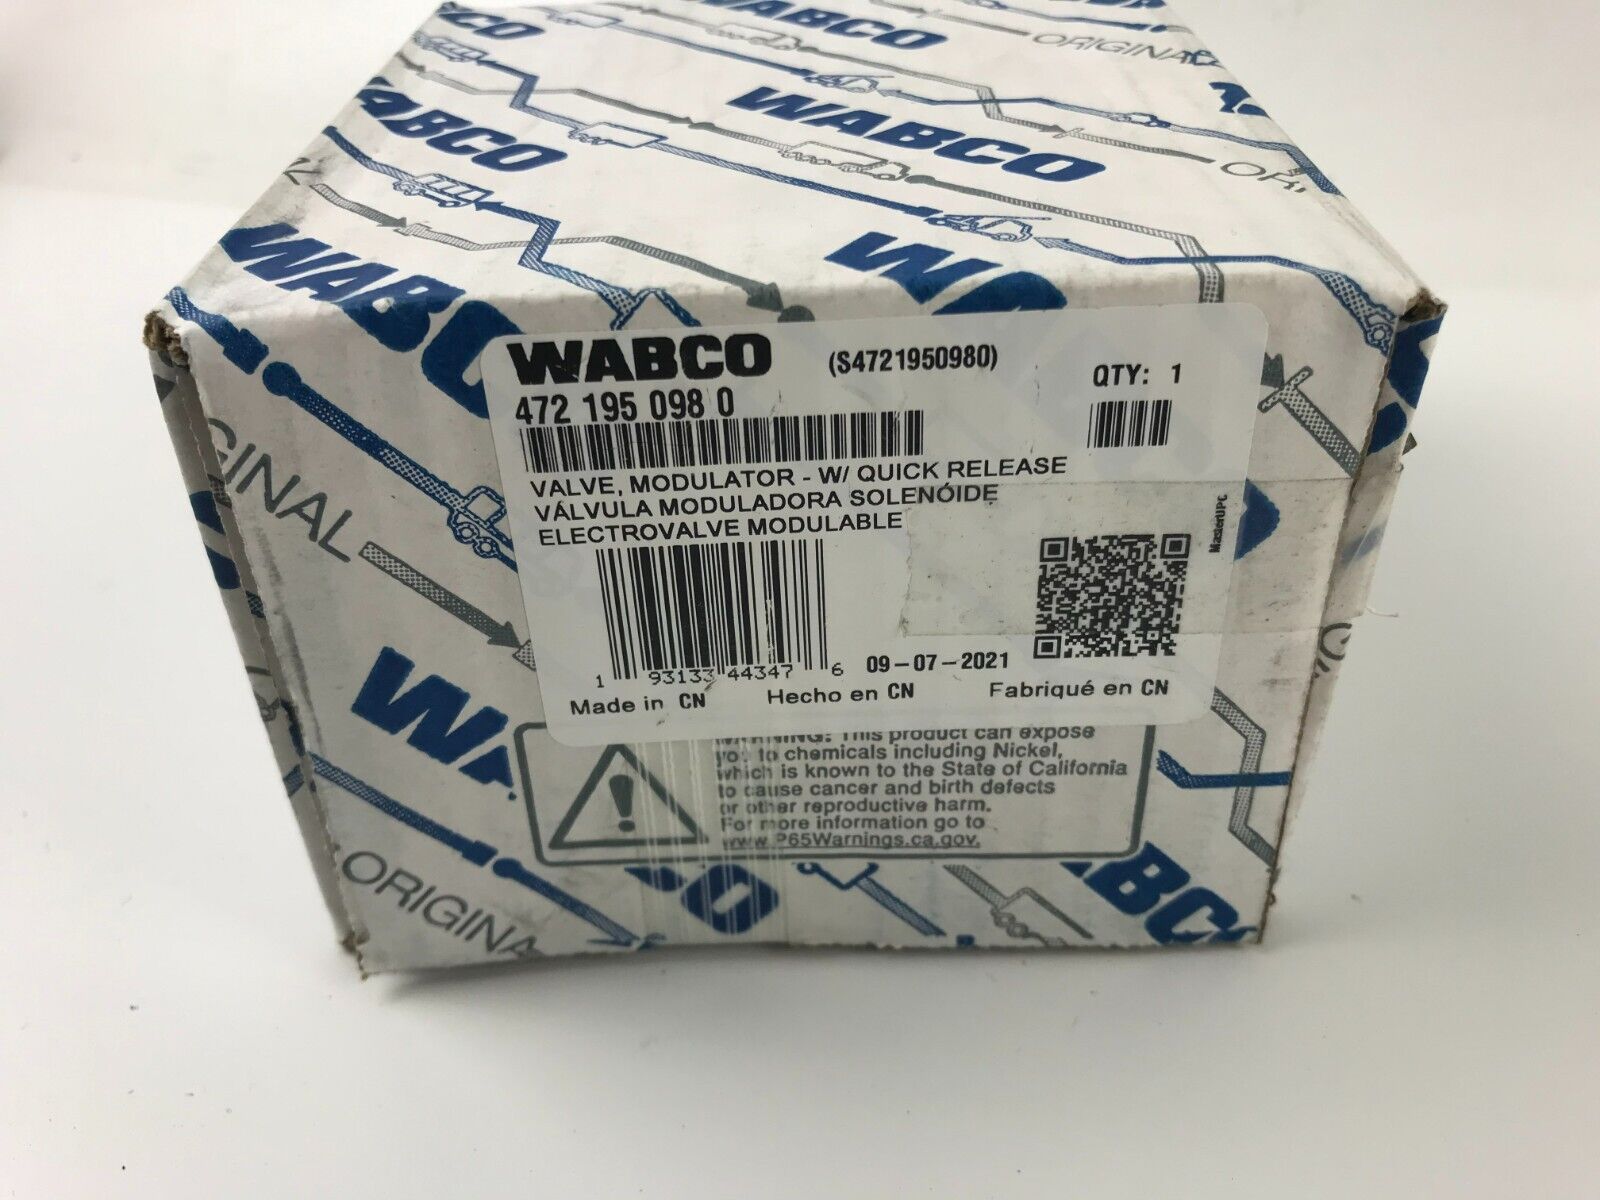 WABCO
ORIGINAL
WABCO
WABCO
WABCO (S4721950980) QTY: 1
472 195 098 0
VALVE, MODULATOR - W/ QUICK RELEASE
VÁLVULA MODULADORA SOLENÓIDE
ELECTROVALVE MODULABLE
MasterUPC
1 93133 44347 6 09-07-2021
Made in CN Hecho en CN Fabriqué en CN
WARNING: This product can expose
you to chemicals including Nickel,
which is known to the State of California
to cause cancer and birth defects
or other reproductive harm.
For more information go to
www.P65Warnings.ca.gov.
ORIGINA